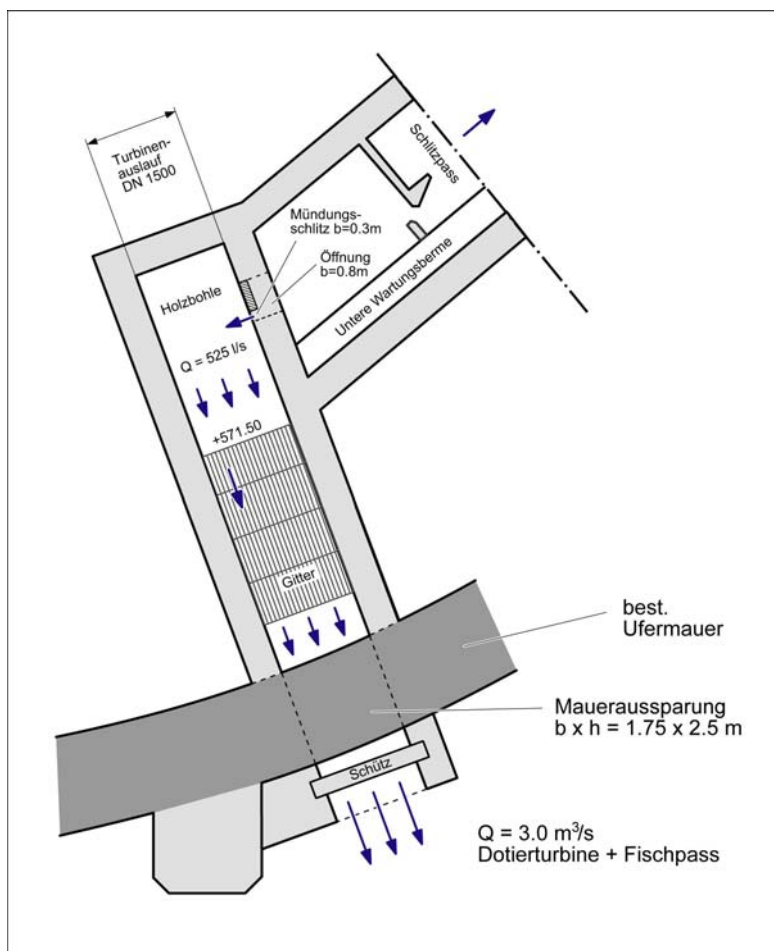 Turbinen-
auslauf
DN 1500
Schlitzpass
Mündungs-
schlitz b=0.3m
Öffnung
b=0.8m
Holzbohle
Untere Wartungsberme
Q = 525 l/s
+571.50
Gitter
best.
Ufermauer
Maueraussparung
b x h = 1.75 x 2.5 m
Schütz
Q = 3.0 m³/s
Dotierturbine + Fischpass